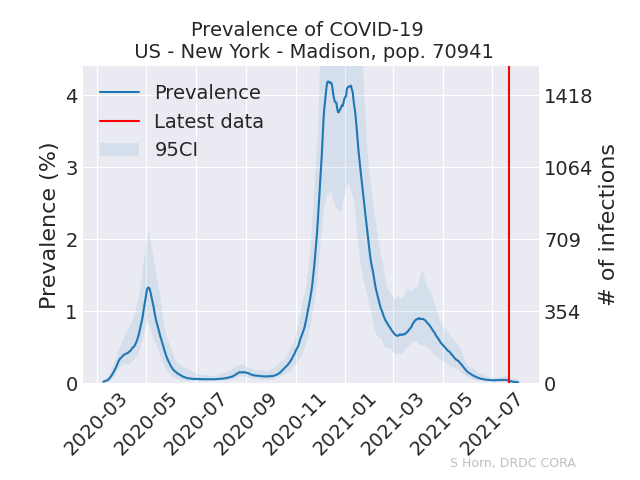 Prevalence of COVID-19
US - New York - Madison, pop. 70941
Prevalence
Latest data
95CI
Prevalence (%)
4
3
2
1
0
1418
1064
709
354
0
# of infections
2020-03
2020-05
2020-07
2020-09
2020-11
2021-01
2021-03
2021-05
2021-07
S Horn, DRDC CORA